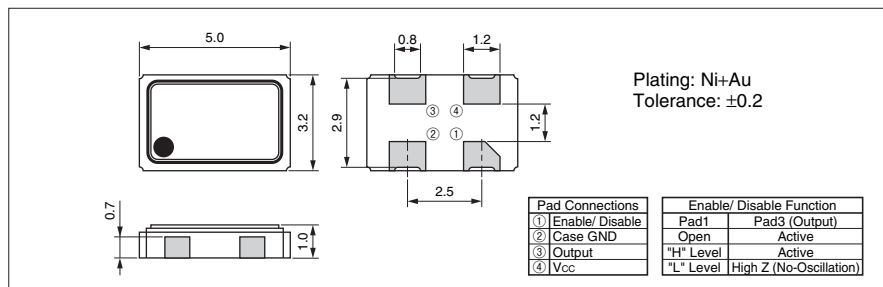 5.0
3.2
0.7
1.0
0.8
1.2
2.9
1.2
2.5
③ ④
② ①
Plating: Ni+Au
Tolerance: ±0.2
Pad Connections
① Enable/ Disable
② Case GND
③ Output
④ Vcc
Enable/ Disable Function
Pad1 Pad3 (Output)
Open Active
"H" Level Active
"L" Level High Z (No-Oscillation)